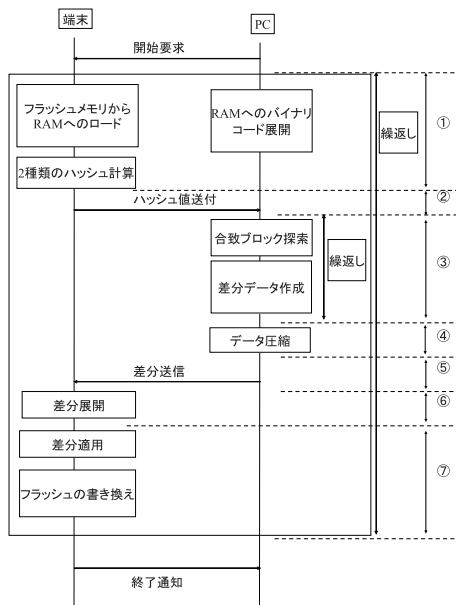 端末
PC
開始要求
フラッシュメモリから
RAMへのロード
RAMへのバイナリ
コード展開
繰返し
①
2種類のハッシュ計算
②
ハッシュ値送付
合致ブロック探索
繰返し
③
差分データ作成
データ圧縮
④
差分送信
⑤
差分展開
⑥
差分適用
⑦
フラッシュの書き換え
終了通知